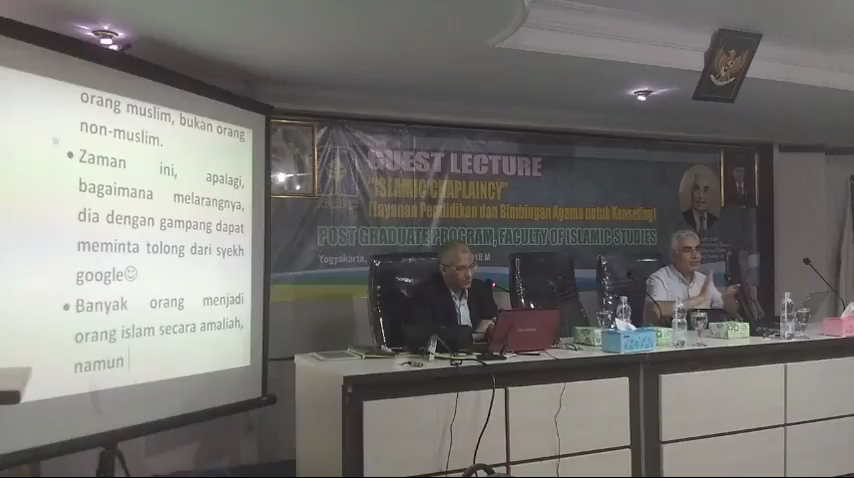 orang muslim, bukan orang
non-muslim.
• Zaman ini, apalagi,
bagaimana melarangnya,
dia dengan gampang dapat
meminta tolong dari syekh
google☺
• Banyak orang menjadi
orang islam secara amaliah,
namun
GUEST LECTURE
"ISLAMIC CHAPLAINCY"
(Layanan Pendidikan dan Bimbingan Agama untuk Konseling)
POST GRADUATE PROGRAM, FACULTY OF ISLAMIC STUDIES
Yogyakarta,